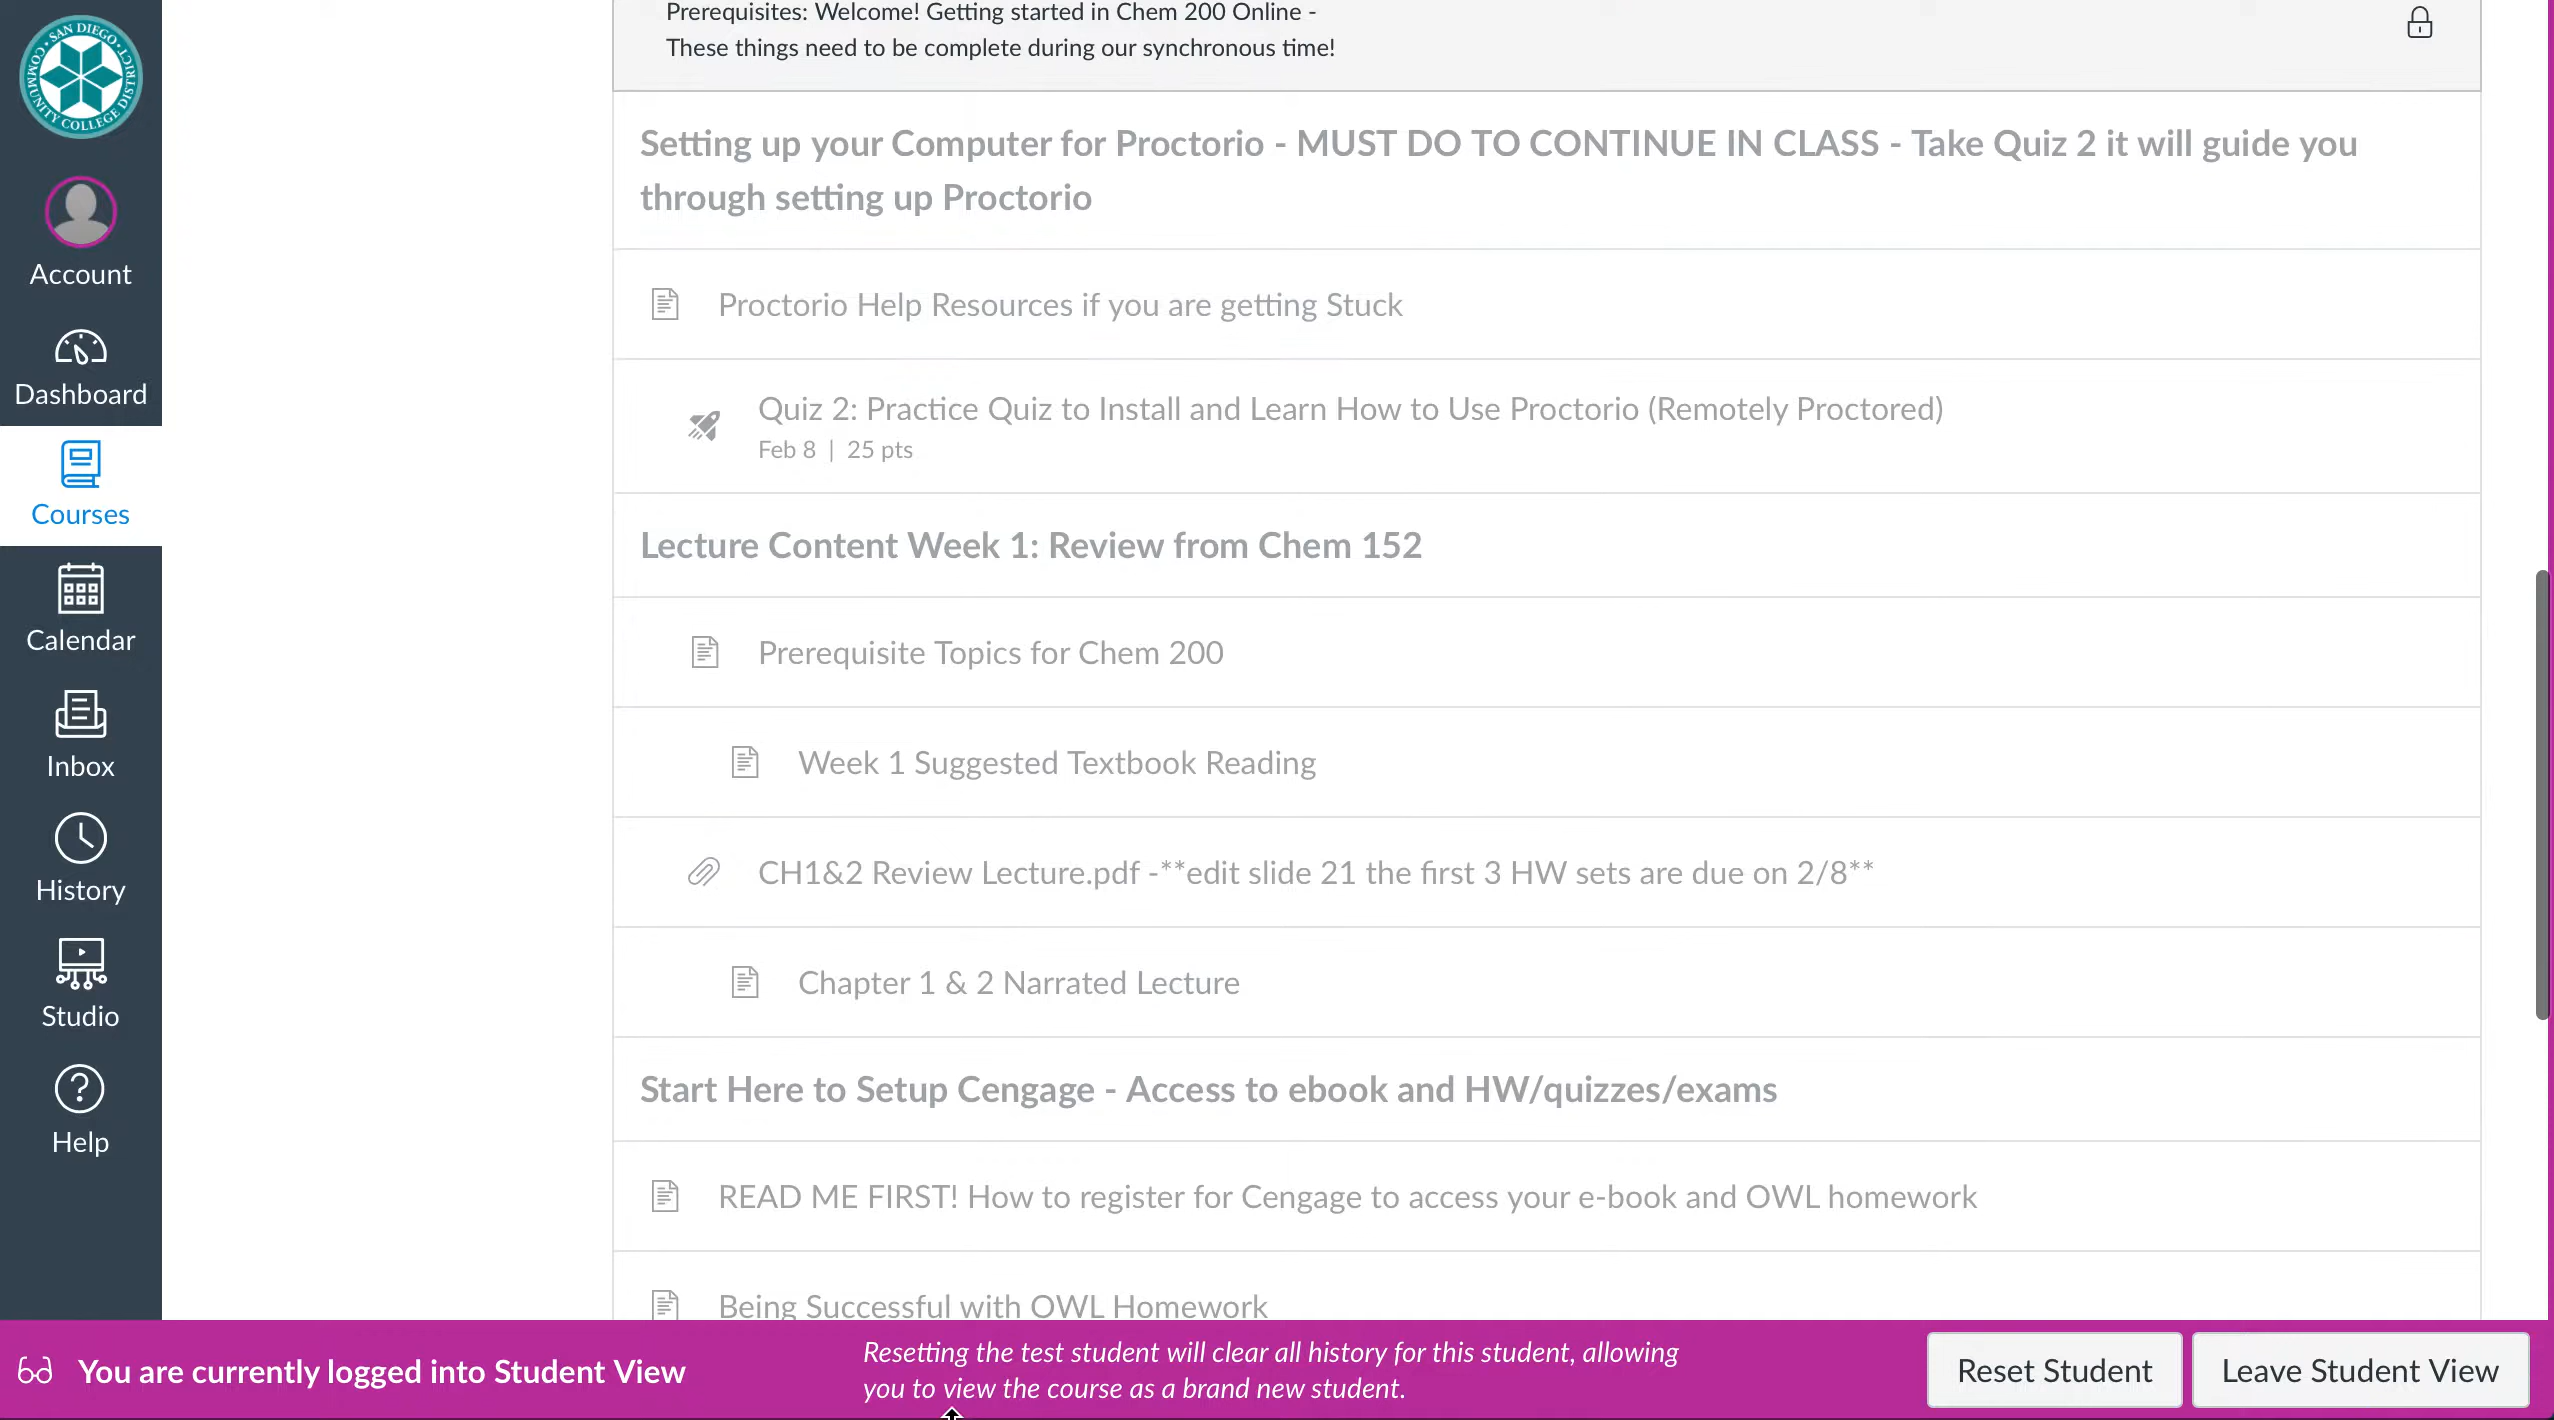 Prerequisites: Welcome! Getting started in Chem 200 Online -
These things need to be complete during our synchronous time!
SAN DIEGO
COMMUNITY COLLEGE DISTRICT
Account
Dashboard
Courses
Calendar
Inbox
History
Studio
Help
Setting up your Computer for Proctorio - MUST DO TO CONTINUE IN CLASS - Take Quiz 2 it will guide you
through setting up Proctorio
Proctorio Help Resources if you are getting Stuck
Quiz 2: Practice Quiz to Install and Learn How to Use Proctorio (Remotely Proctored)
Feb 8 | 25 pts
Lecture Content Week 1: Review from Chem 152
Prerequisite Topics for Chem 200
Week 1 Suggested Textbook Reading
CH1&2 Review Lecture.pdf -**edit slide 21 the first 3 HW sets are due on 2/8**
Chapter 1 & 2 Narrated Lecture
Start Here to Setup Cengage - Access to ebook and HW/quizzes/exams
READ ME FIRST! How to register for Cengage to access your e-book and OWL homework
Being Successful with OWL Homework
You are currently logged into Student View
Resetting the test student will clear all history for this student, allowing
you to view the course as a brand new student.
Reset Student
Leave Student View